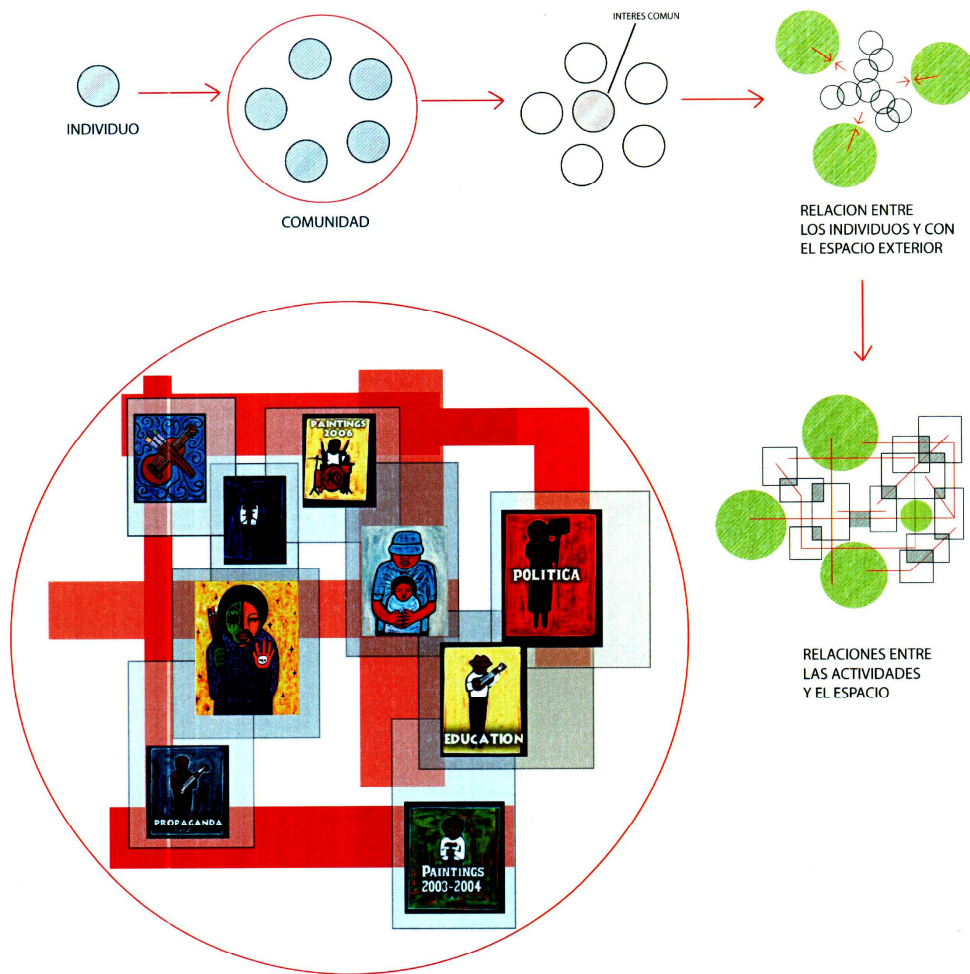 INTERES COMUN
INDIVIDUO
COMUNIDAD
RELACION ENTRE
LOS INDIVIDUOS Y CON
EL ESPACIO EXTERIOR
PAINTINGS
2006
POLITICA
EDUCATION
PROPAGANDA
PAINTINGS
2003-2004
RELACIONES ENTRE
LAS ACTIVIDADES
Y EL ESPACIO